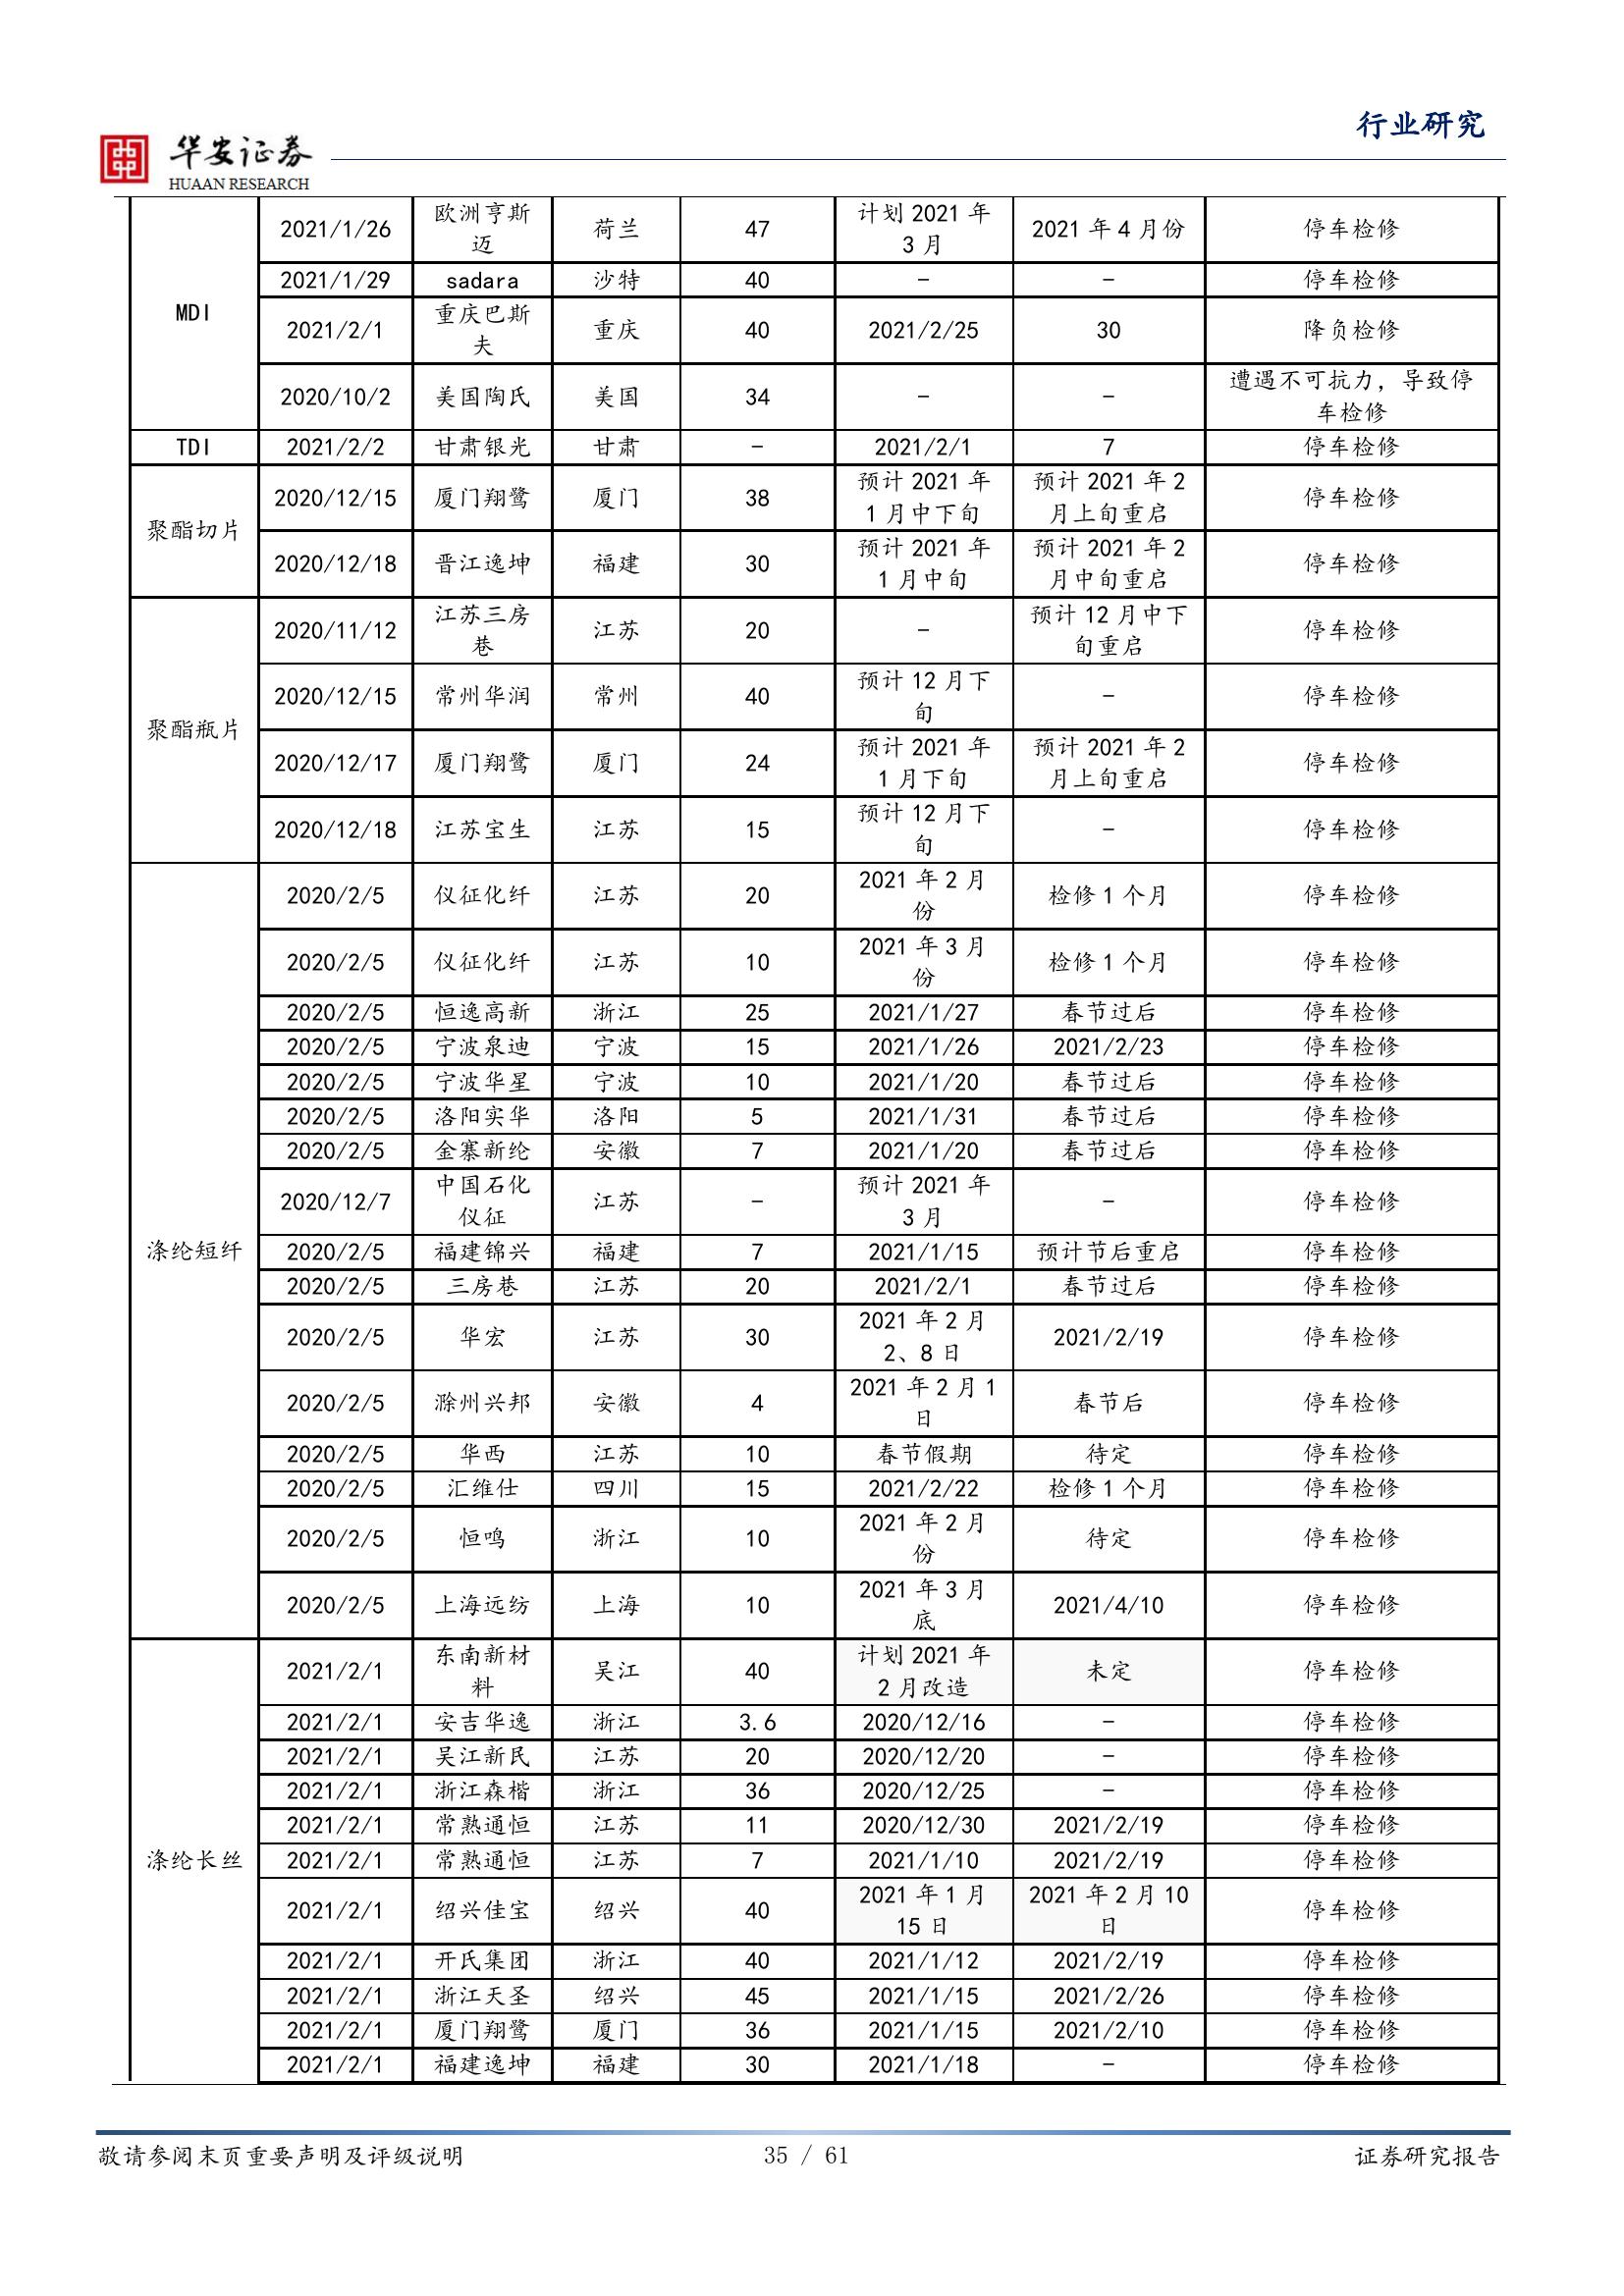 行业研究
华安证券
HUAAN RESEARCH
MDI
2021/1/26 欧洲亨斯迈 荷兰 47 计划 2021 年 3 月 2021 年 4 月份 停车检修
2021/1/29 sadara 沙特 40 - - 停车检修
2021/2/1 重庆巴斯夫 重庆 40 2021/2/25 30 降负检修
2020/10/2 美国陶氏 美国 34 - - 遭遇不可抗力，导致停车检修
TDI 2021/2/2 甘肃银光 甘肃 - 2021/2/1 7 停车检修
聚酯切片
2020/12/15 厦门翔鹭 厦门 38 预计 2021 年 1 月中下旬 预计 2021 年 2 月上旬重启 停车检修
2020/12/18 晋江逸坤 福建 30 预计 2021 年 1 月中旬 预计 2021 年 2 月中旬重启 停车检修
聚酯瓶片
2020/11/12 江苏三房巷 江苏 20 - 预计 12 月中下旬重启 停车检修
2020/12/15 常州华润 常州 40 预计 12 月下旬 - 停车检修
2020/12/17 厦门翔鹭 厦门 24 预计 2021 年 1 月下旬 预计 2021 年 2 月上旬重启 停车检修
2020/12/18 江苏宝生 江苏 15 预计 12 月下旬 - 停车检修
涤纶短纤
2020/2/5 仪征化纤 江苏 20 2021 年 2 月份 检修 1 个月 停车检修
2020/2/5 仪征化纤 江苏 10 2021 年 3 月份 检修 1 个月 停车检修
2020/2/5 恒逸高新 浙江 25 2021/1/27 春节过后 停车检修
2020/2/5 宁波泉迪 宁波 15 2021/1/26 2021/2/23 停车检修
2020/2/5 宁波华星 宁波 10 2021/1/20 春节过后 停车检修
2020/2/5 洛阳实华 洛阳 5 2021/1/31 春节过后 停车检修
2020/2/5 金寨新纶 安徽 7 2021/1/20 春节过后 停车检修
2020/12/7 中国石化仪征 江苏 - 预计 2021 年 3 月 - 停车检修
2020/2/5 福建锦兴 福建 7 2021/1/15 预计节后重启 停车检修
2020/2/5 三房巷 江苏 20 2021/2/1 春节过后 停车检修
2020/2/5 华宏 江苏 30 2021 年 2 月 2、8 日 2021/2/19 停车检修
2020/2/5 滁州兴邦 安徽 4 2021 年 2 月 1 日 春节后 停车检修
2020/2/5 华西 江苏 10 春节假期 待定 停车检修
2020/2/5 汇维仕 四川 15 2021/2/22 检修 1 个月 停车检修
2020/2/5 恒鸣 浙江 10 2021 年 2 月份 待定 停车检修
2020/2/5 上海远纺 上海 10 2021 年 3 月底 2021/4/10 停车检修
涤纶长丝
2021/2/1 东南新材料 吴江 40 计划 2021 年 2 月改造 未定 停车检修
2021/2/1 安吉华逸 浙江 3.6 2020/12/16 - 停车检修
2021/2/1 吴江新民 江苏 20 2020/12/20 - 停车检修
2021/2/1 浙江森楷 浙江 36 2020/12/25 - 停车检修
2021/2/1 常熟通恒 江苏 11 2020/12/30 2021/2/19 停车检修
2021/2/1 常熟通恒 江苏 7 2021/1/10 2021/2/19 停车检修
2021/2/1 绍兴佳宝 绍兴 40 2021 年 1 月 15 日 2021 年 2 月 10 日 停车检修
2021/2/1 开氏集团 浙江 40 2021/1/12 2021/2/19 停车检修
2021/2/1 浙江天圣 绍兴 45 2021/1/15 2021/2/26 停车检修
2021/2/1 厦门翔鹭 厦门 36 2021/1/15 2021/2/10 停车检修
2021/2/1 福建逸坤 福建 30 2021/1/18 - 停车检修
敬请参阅末页重要声明及评级说明 35 / 61 证券研究报告